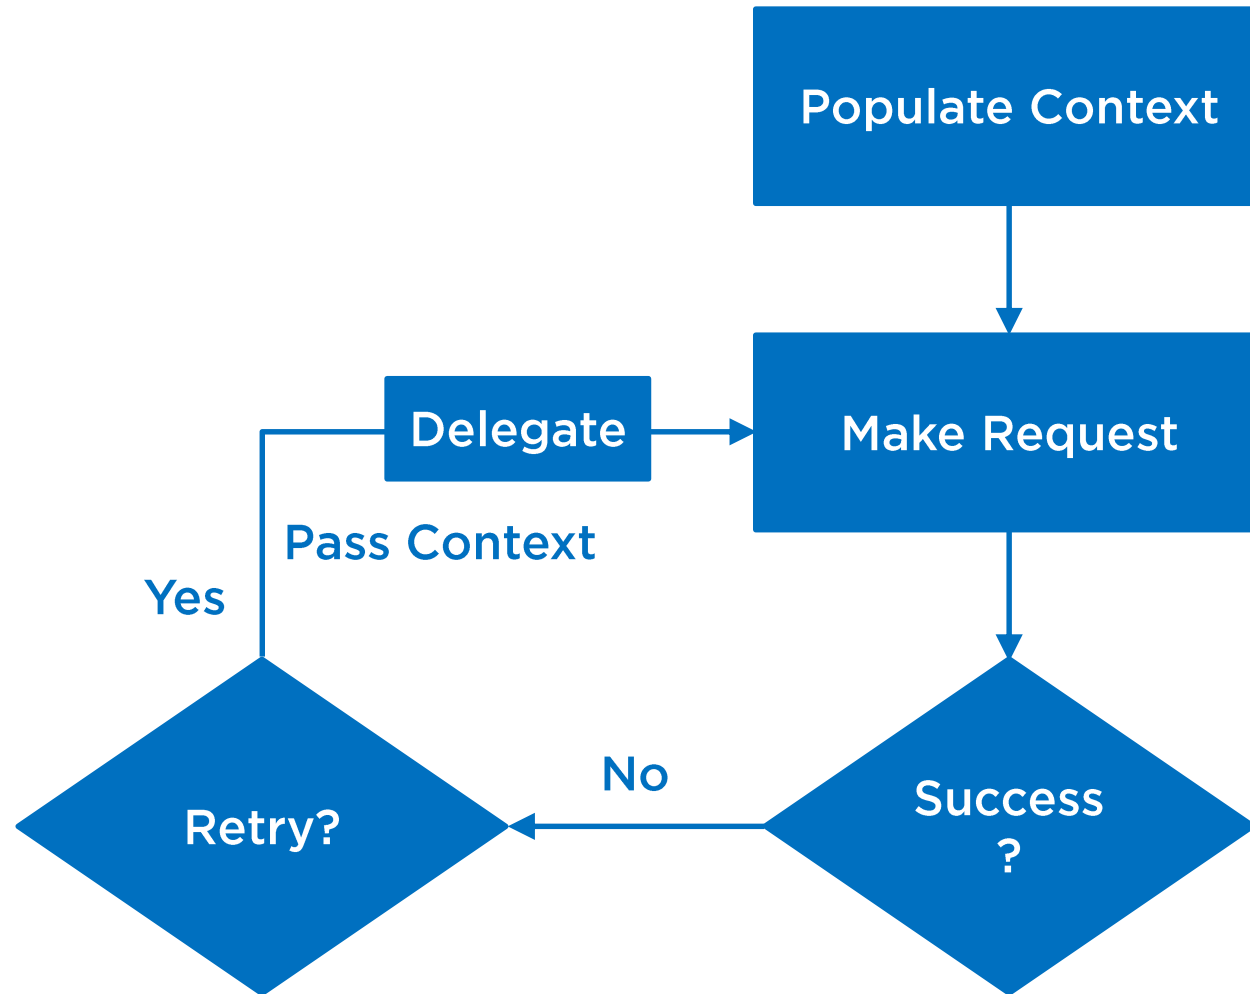 Populate Context
Delegate
Make Request
Pass Context
Yes
No
Retry?
Success
?